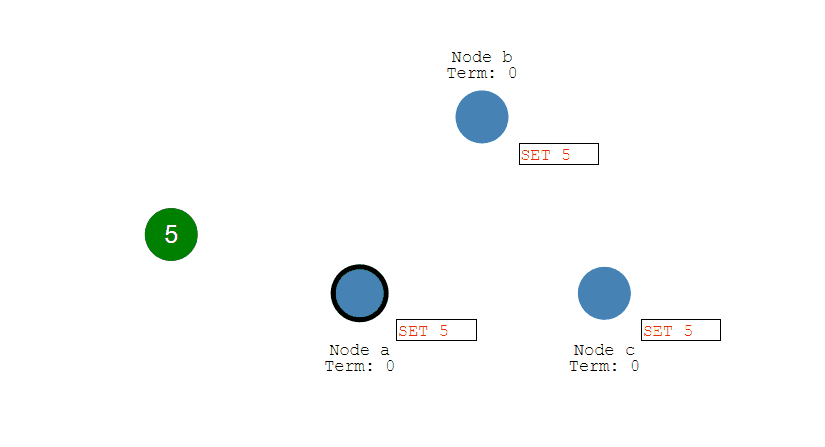 Node b
Term: 0
SET 5
5
SET 5
Node a
Term: 0
SET 5
Node c
Term: 0